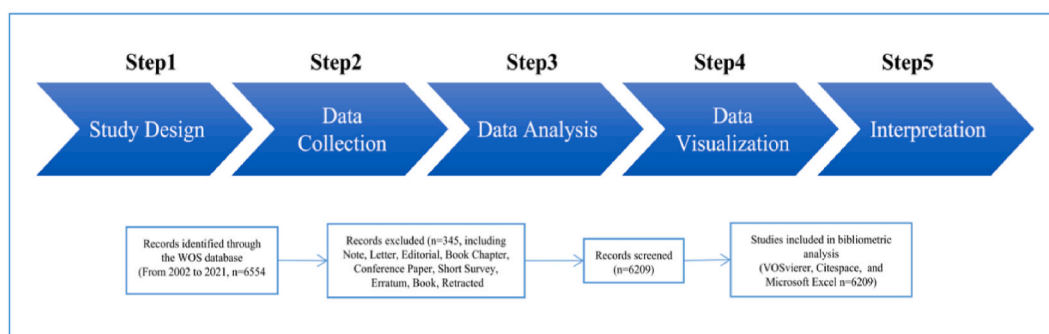 Step1
Step2
Step3
Step4
Step5
Study Design
Data
Collection
Data Analysis
Data
Visualization
Interpretation
Records identified through
the WOS database
(From 2002 to 2021, n=6554
Records excluded (n=345, including
Note, Letter, Editorial, Book Chapter,
Conference Paper, Short Survey,
Erratum, Book, Retracted
Records screened
(n=6209)
Studies included in bibliometric
analysis
(VOSvierer, Citespace, and
Microsoft Excel n=6209)